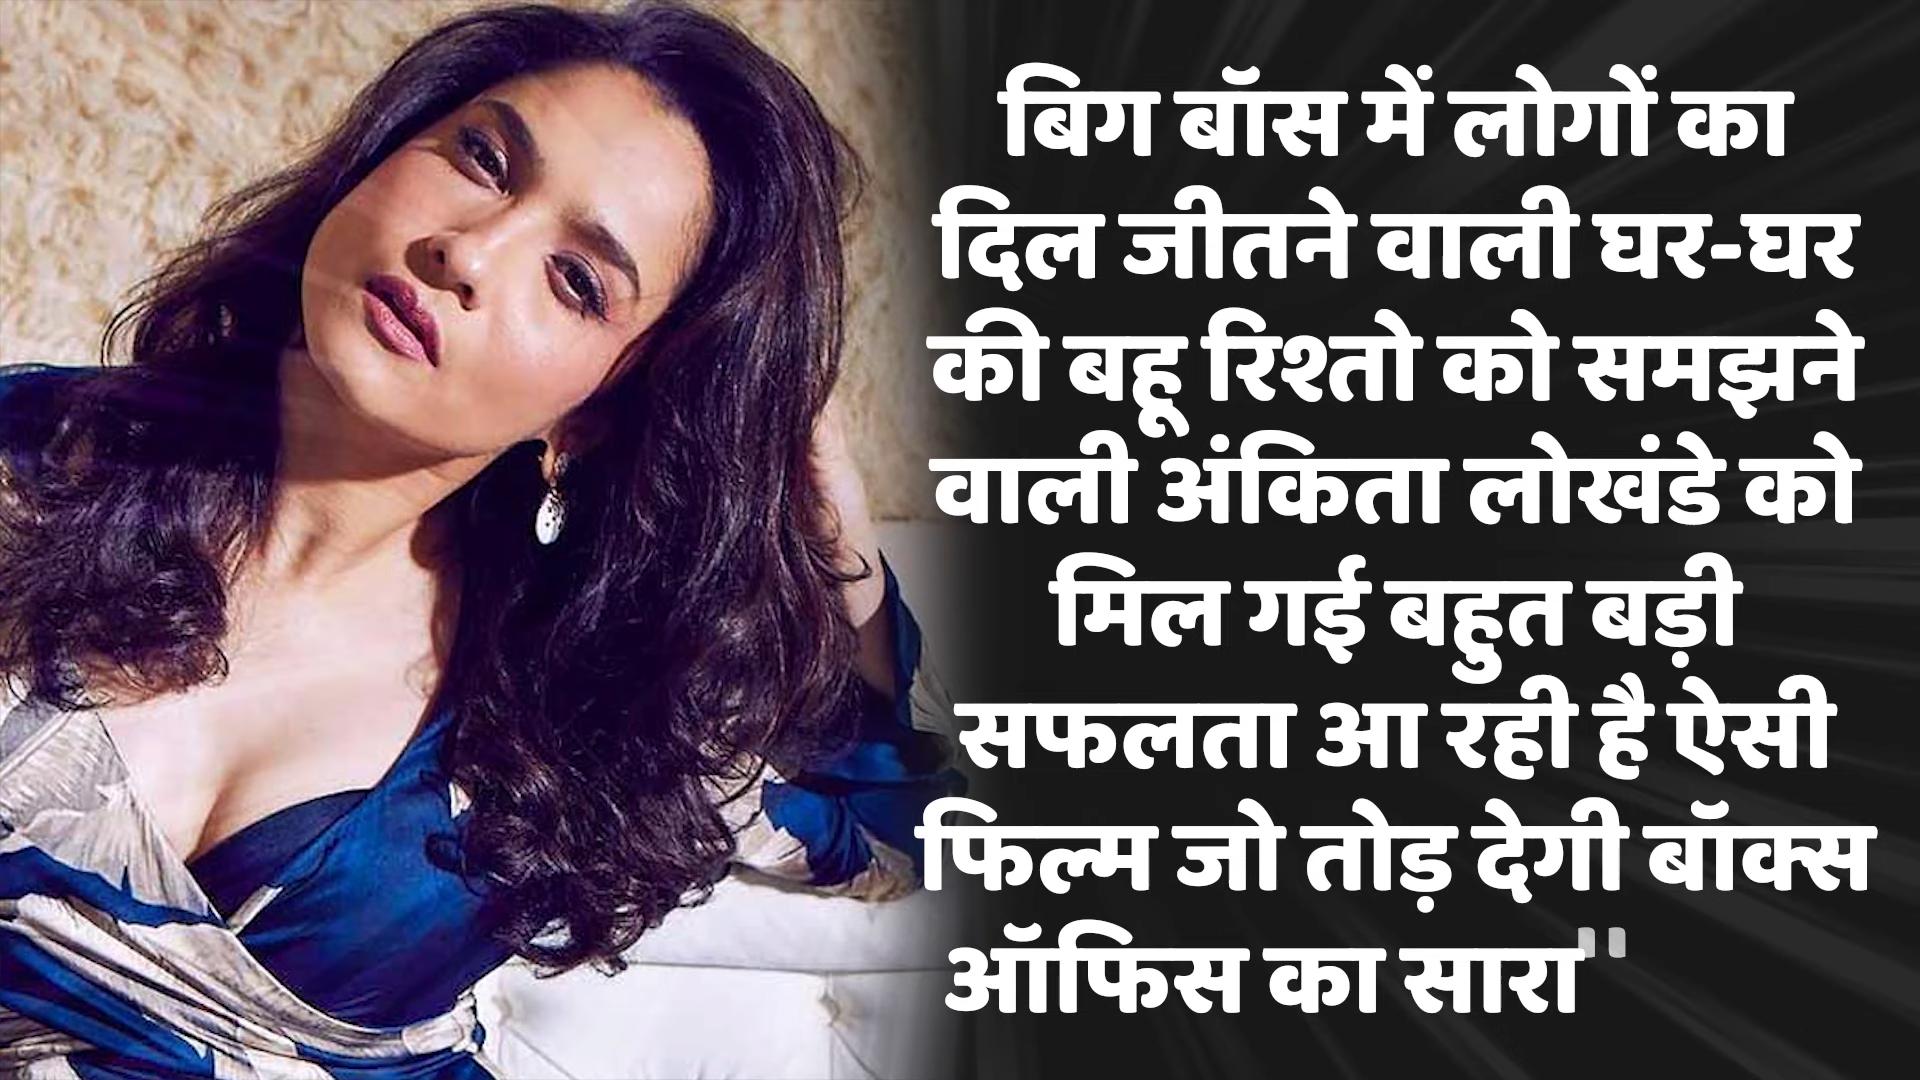 बिग बॉस में लोगों का
दिल जीतने वाली घर-घर
की बहू रिश्तो को समझने
वाली अंकिता लोखंडे को
मिल गई बहुत बड़ी
सफलता आ रही है ऐसी
फिल्म जो तोड़ देगी बॉक्स
ऑफिस का सारा"